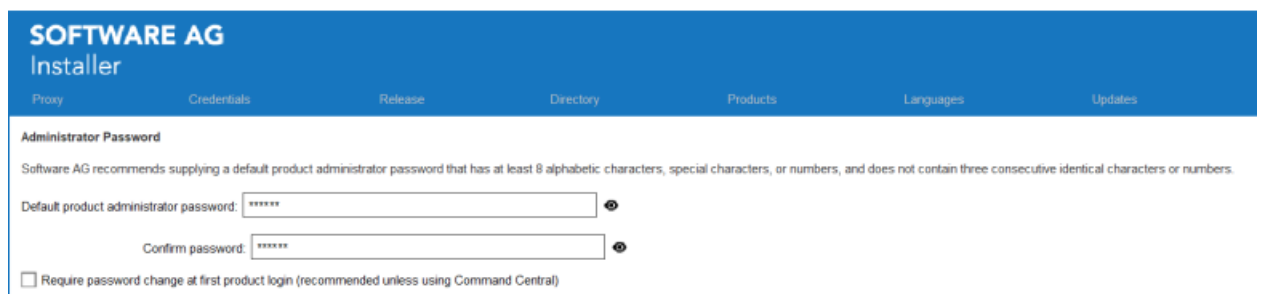 SOFTWARE AG
Installer
Proxy Credentials Release Directory Products Languages Updates
Administrator Password
Software AG recommends supplying a default product administrator password that has at least 8 alphabetic characters, special characters, or numbers, and does not contain three consecutive identical characters or numbers.
Default product administrator password: ******
Confirm password: ******
Require password change at first product login (recommended unless using Command Central)